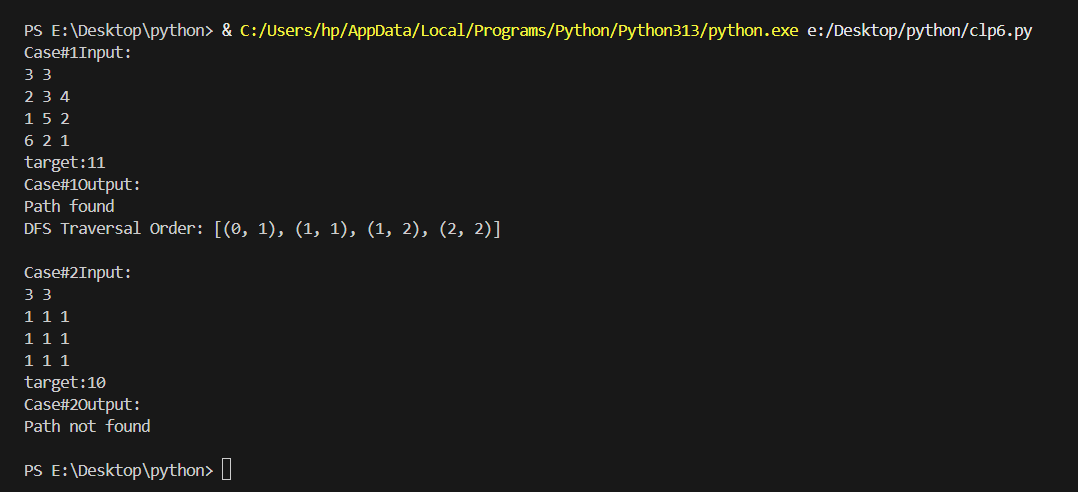 PS E:\Desktop\python> & C:/Users/hp/AppData/Local/Programs/Python/Python313/python.exe e:/Desktop/python/clp6.py
Case#1Input:
3 3
2 3 4
1 5 2
6 2 1
target:11
Case#1Output:
Path found
DFS Traversal Order: [(0, 1), (1, 1), (1, 2), (2, 2)]
Case#2Input:
3 3
1 1 1
1 1 1
1 1 1
target:10
Case#2Output:
Path not found
PS E:\Desktop\python>